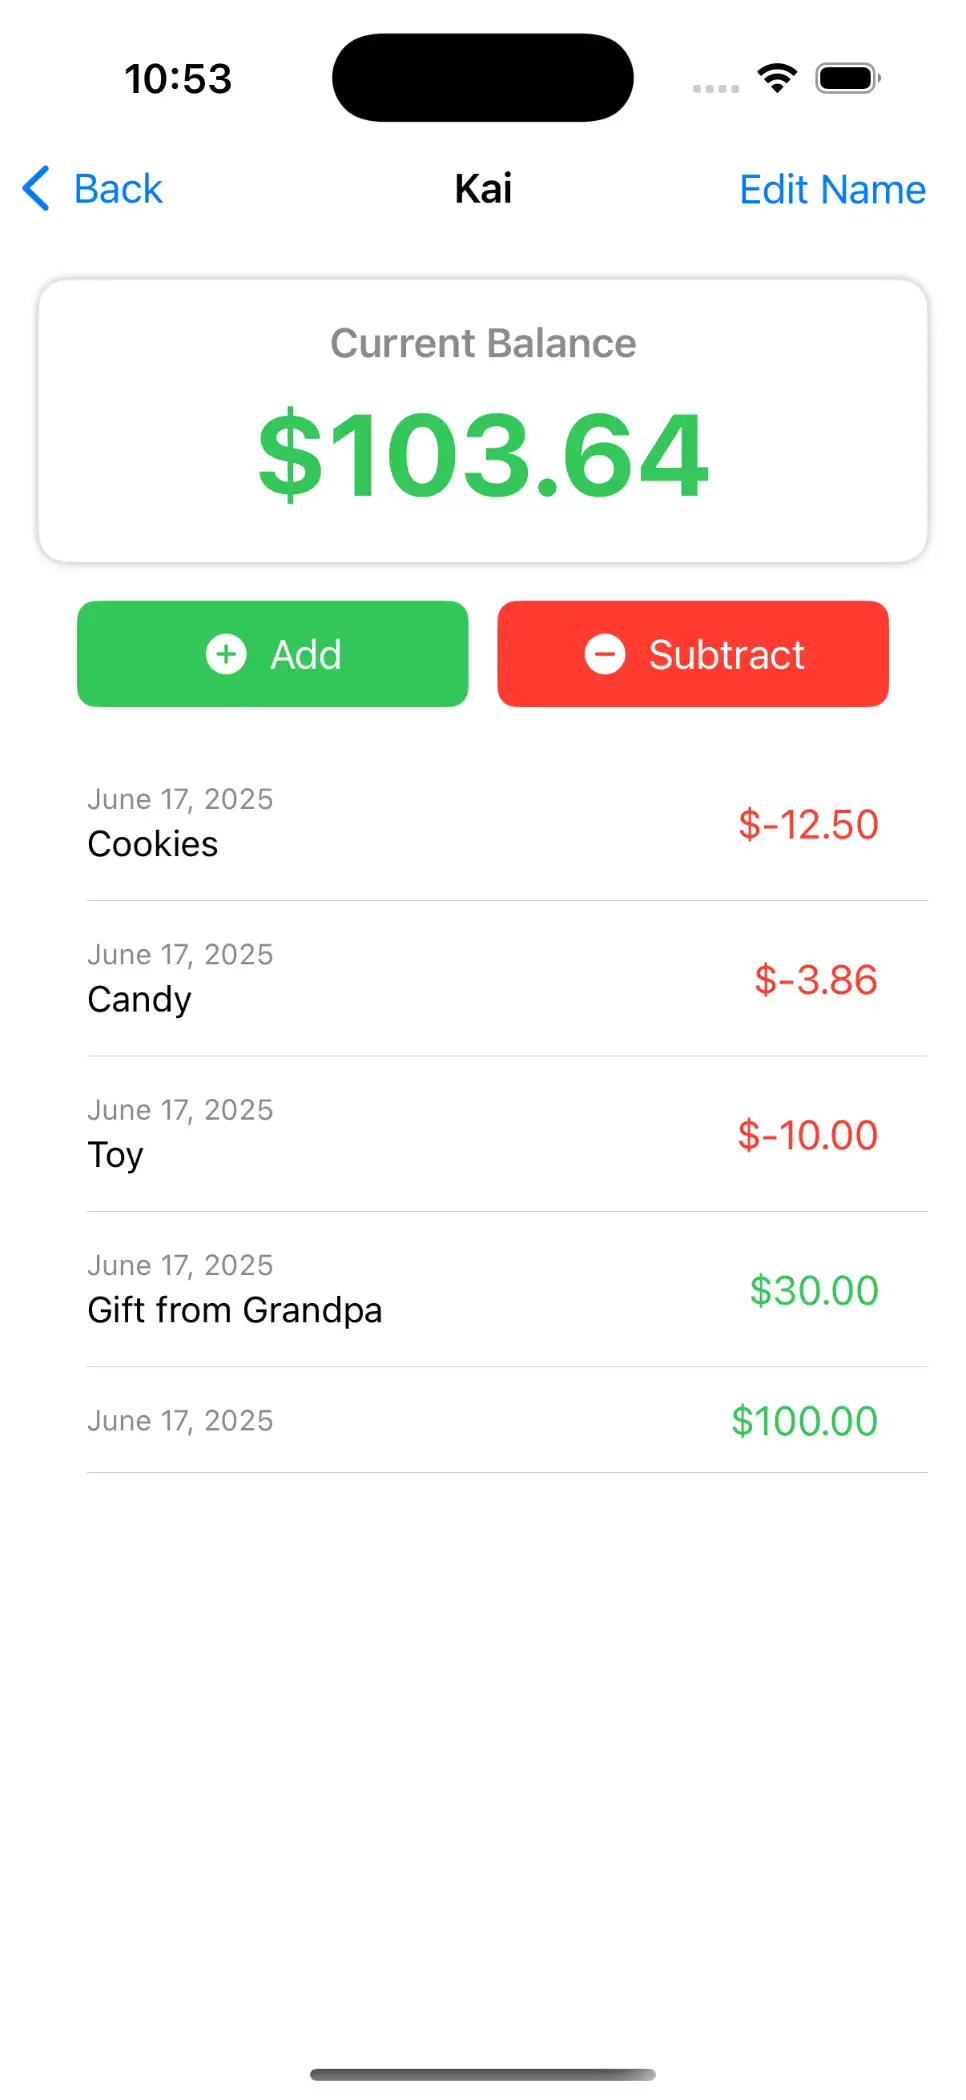 10:53
Back
Kai
Edit Name
Current Balance
$103.64
Add
Subtract
June 17, 2025
Cookies
$-12.50
June 17, 2025
Candy
$-3.86
June 17, 2025
Toy
$-10.00
June 17, 2025
Gift from Grandpa
$30.00
June 17, 2025
$100.00